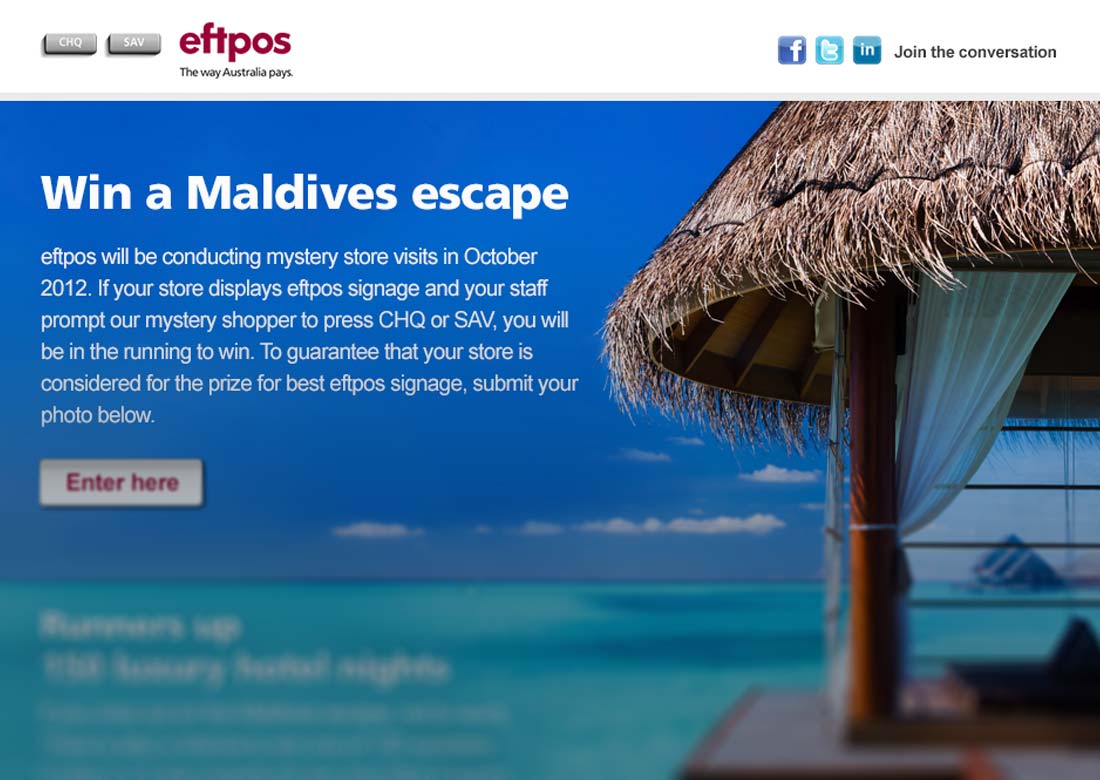 CHQ SAV eftpos
The way Australia pays.
f t in Join the conversation
Win a Maldives escape
eftpos will be conducting mystery store visits in October
2012. If your store displays eftpos signage and your staff
prompt our mystery shopper to press CHQ or SAV, you will
be in the running to win. To guarantee that your store is
considered for the prize for best eftpos signage, submit your
photo below.
Enter here
Runners up
150 luxury hotel nights